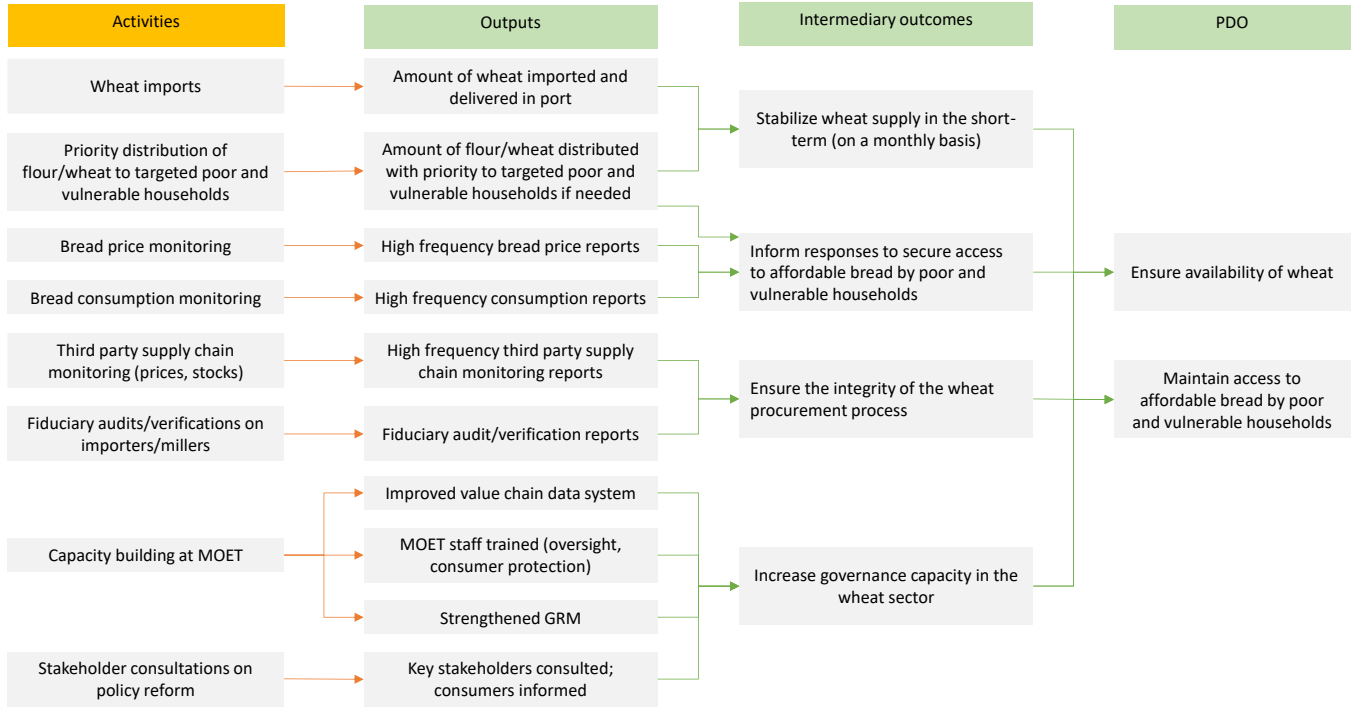 Activities
Outputs
Intermediary outcomes
PDO
Wheat imports
Amount of wheat imported and
delivered in port
Stabilize wheat supply in the short-
term (on a monthly basis)
Priority distribution of
flour/wheat to targeted poor and
vulnerable households
Amount of flour/wheat distributed
with priority to targeted poor and
vulnerable households if needed
Bread price monitoring
High frequency bread price reports
Inform responses to secure access
to affordable bread by poor and
vulnerable households
Ensure availability of wheat
Bread consumption monitoring
High frequency consumption reports
Third party supply chain
monitoring (prices, stocks)
High frequency third party supply
chain monitoring reports
Ensure the integrity of the wheat
procurement process
Maintain access to
affordable bread by poor
and vulnerable households
Fiduciary audits/verifications on
importers/millers
Fiduciary audit/verification reports
Improved value chain data system
Capacity building at MOET
MOET staff trained (oversight,
consumer protection)
Increase governance capacity in the
wheat sector
Strengthened GRM
Stakeholder consultations on
policy reform
Key stakeholders consulted;
consumers informed